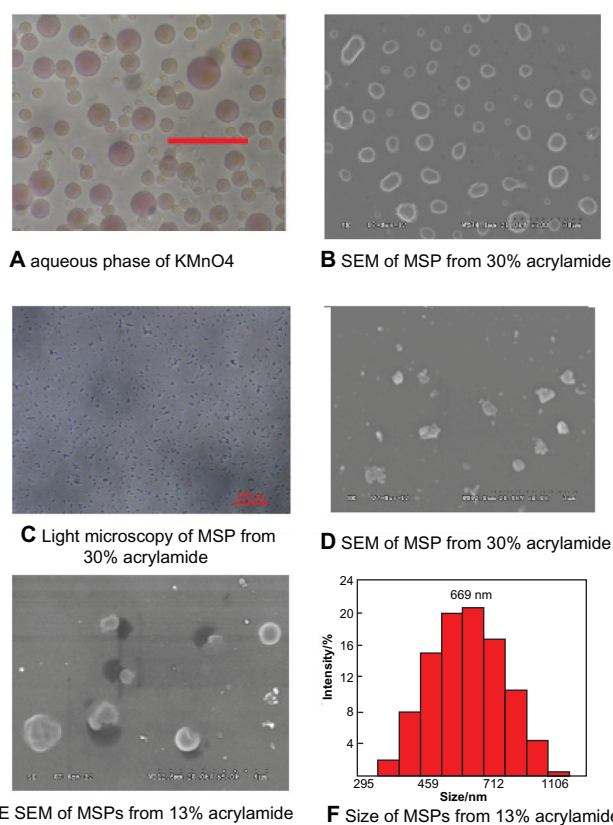 A aqueous phase of KMnO4
B SEM of MSP from 30% acrylamide
C Light microscopy of MSP from
30% acrylamide
D SEM of MSP from 30% acrylamide
E SEM of MSPs from 13% acrylamide
24
20
16
12
8
4
Intensity/%
669 nm
295 459 712 1106
Size/nm
F Size of MSPs from 13% acrylamide